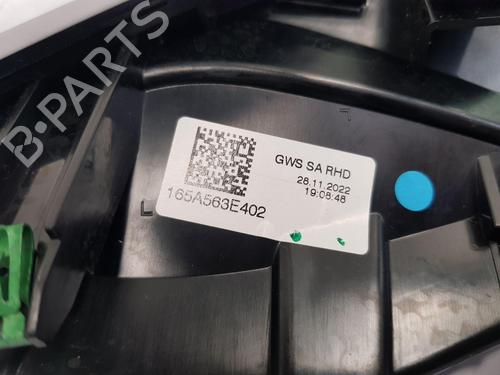 B-PARTS
GWS SA RHD
28.11.2022
19:08:48
165A563E402